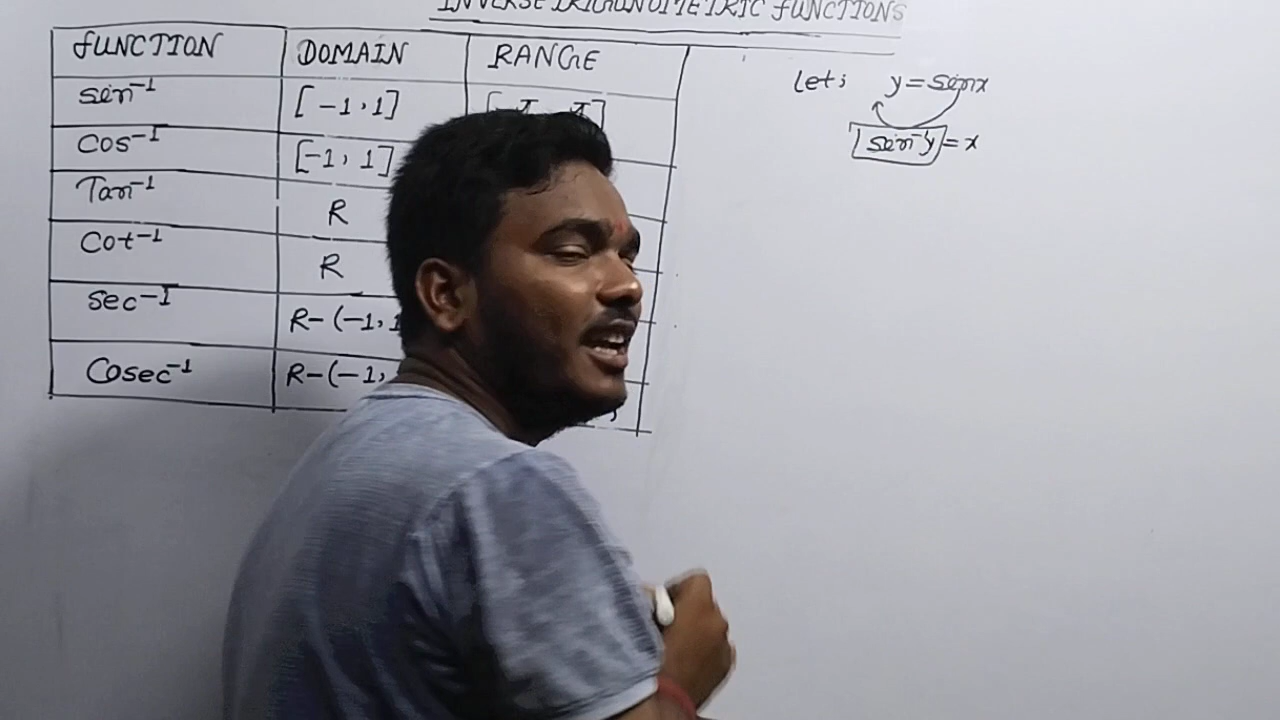 INVERSE TRIGONOMETRIC FUNCTIONS
FUNCTION DOMAIN RANGE
sin⁻¹ [-1, 1]
cos⁻¹ [-1, 1]
Tan⁻¹ R
Cot⁻¹ R
sec⁻¹ R-(-1, 1
Cosec⁻¹ R-(-1,
Let; y = sin x
sin⁻¹y = x